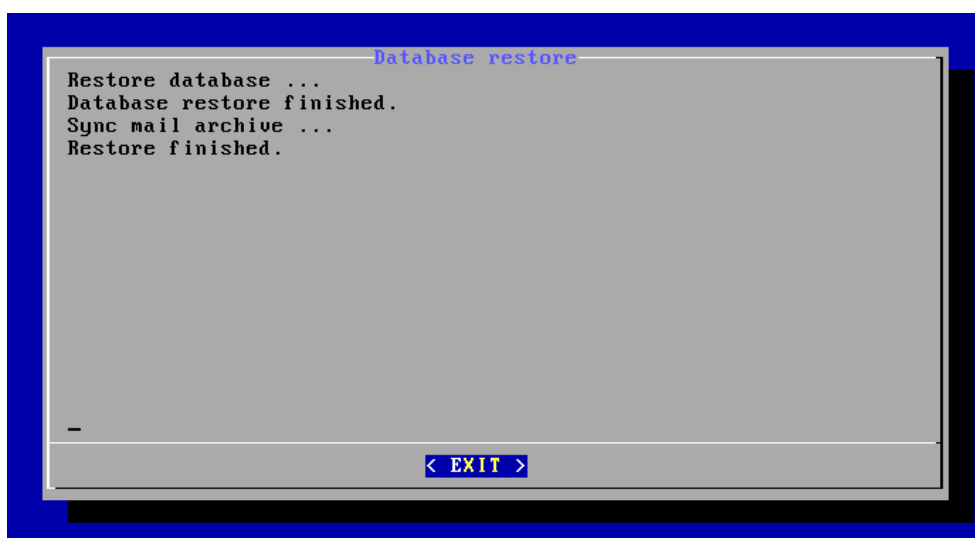 Database restore
Restore database ...
Database restore finished.
Sync mail archive ...
Restore finished.
_
< EXIT >